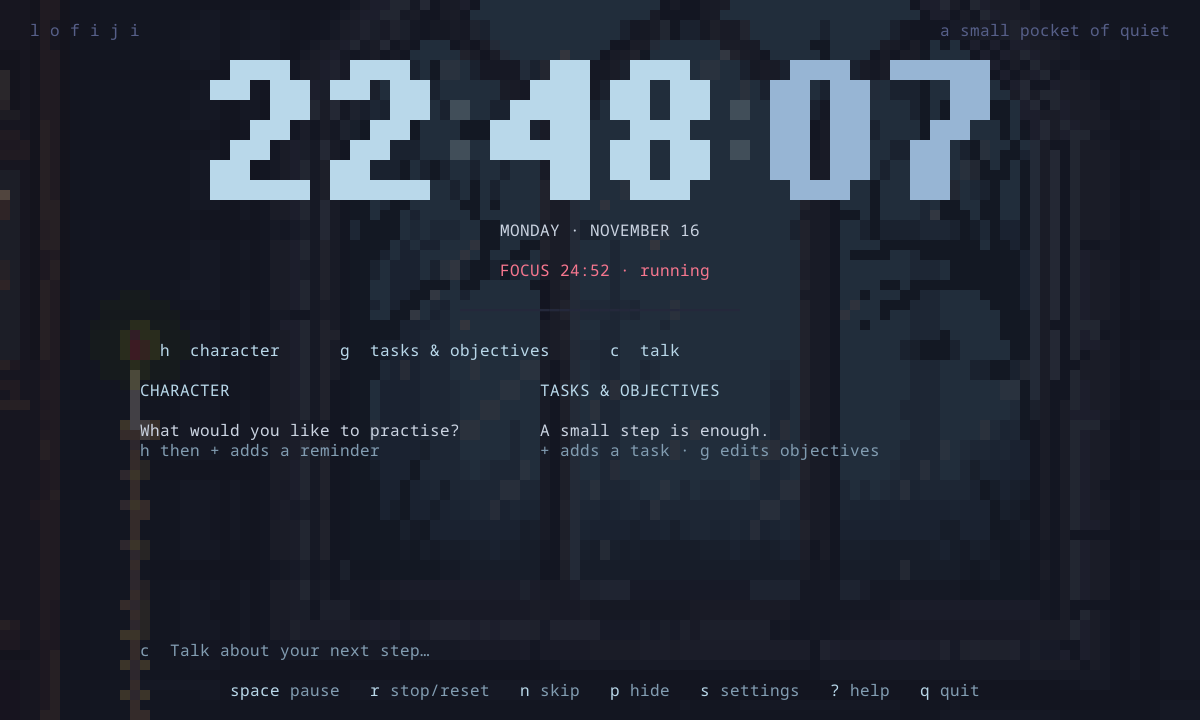 l o f i j i
a small pocket of quiet
22:48:07
MONDAY · NOVEMBER 16
FOCUS 24:52 · running
h character g tasks & objectives c talk
CHARACTER
TASKS & OBJECTIVES
What would you like to practise?
A small step is enough.
h then + adds a reminder
+ adds a task · g edits objectives
c Talk about your next step…
space pause r stop/reset n skip p hide s settings ? help q quit